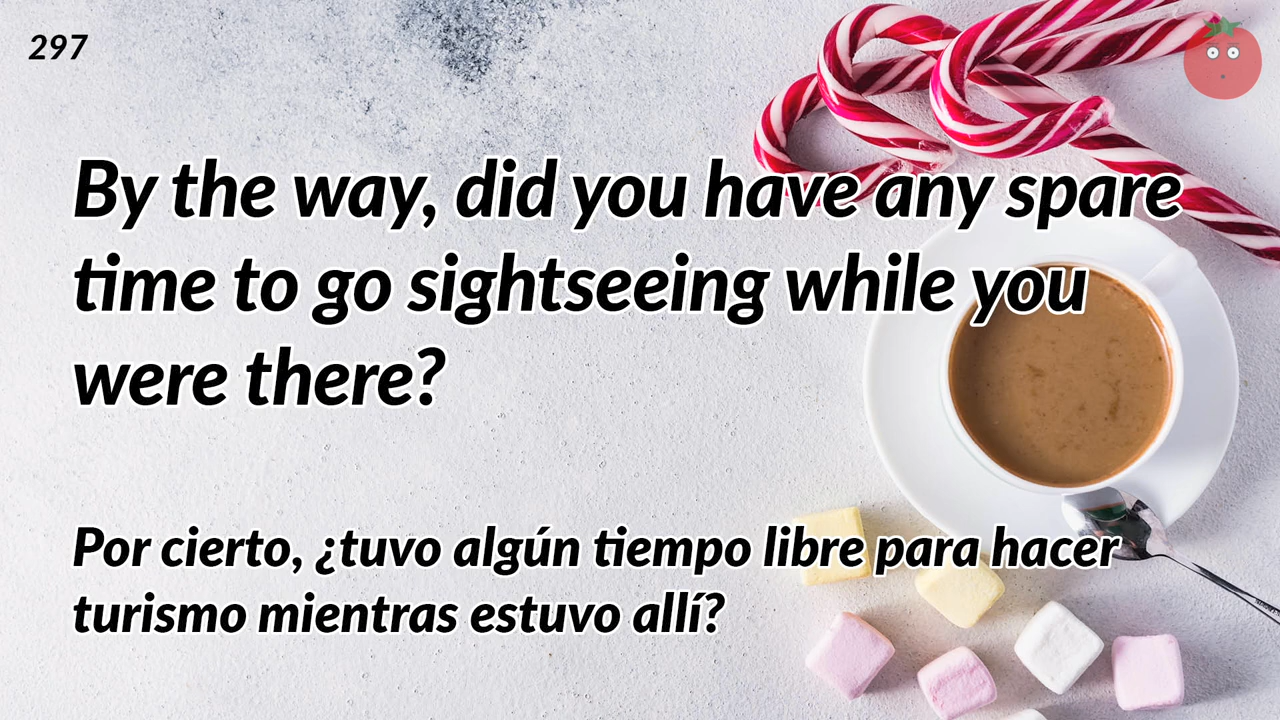 297
By the way, did you have any spare
time to go sightseeing while you
were there?
Por cierto, ¿tuvo algún tiempo libre para hacer
turismo mientras estuvo allí?